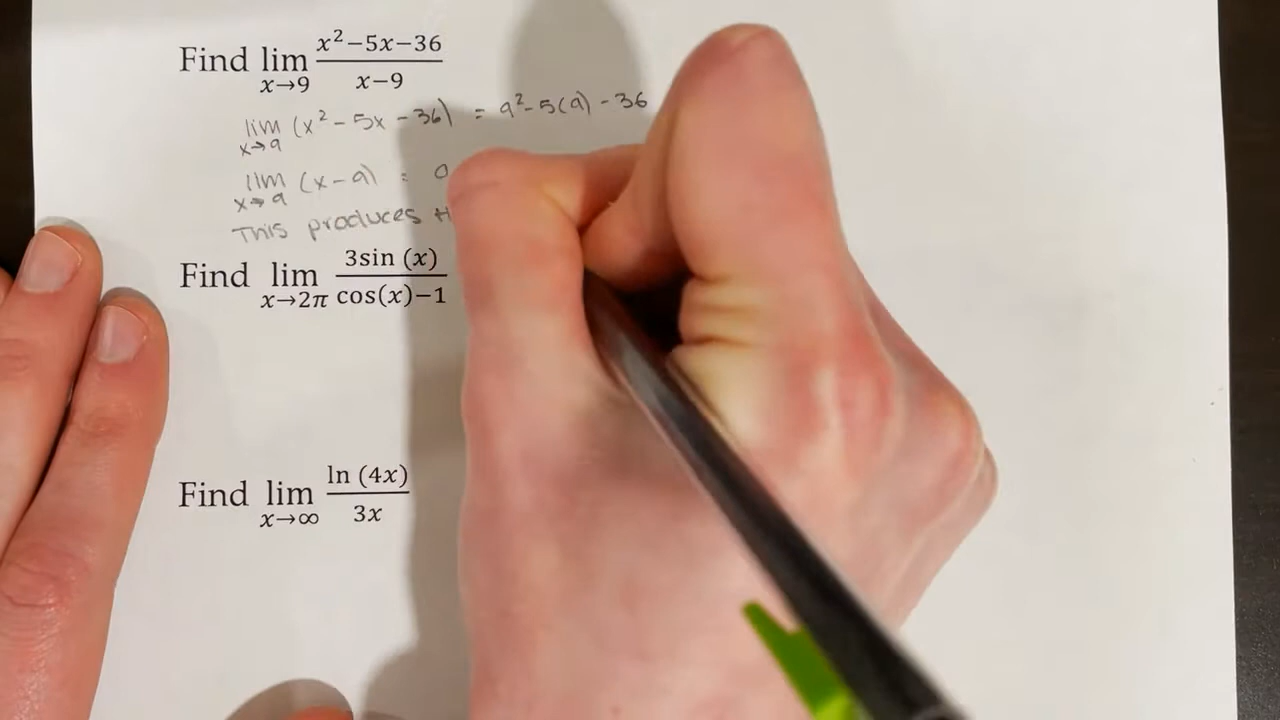 Find lim x→9 x²−5x−36 / x−9
lim x→9 (x² − 5x − 36) = 9² − 5(9) − 36
lim x→9 (x−9) =
This produces
Find lim x→2π 3sin (x) / cos(x)−1
Find lim x→∞ ln (4x) / 3x